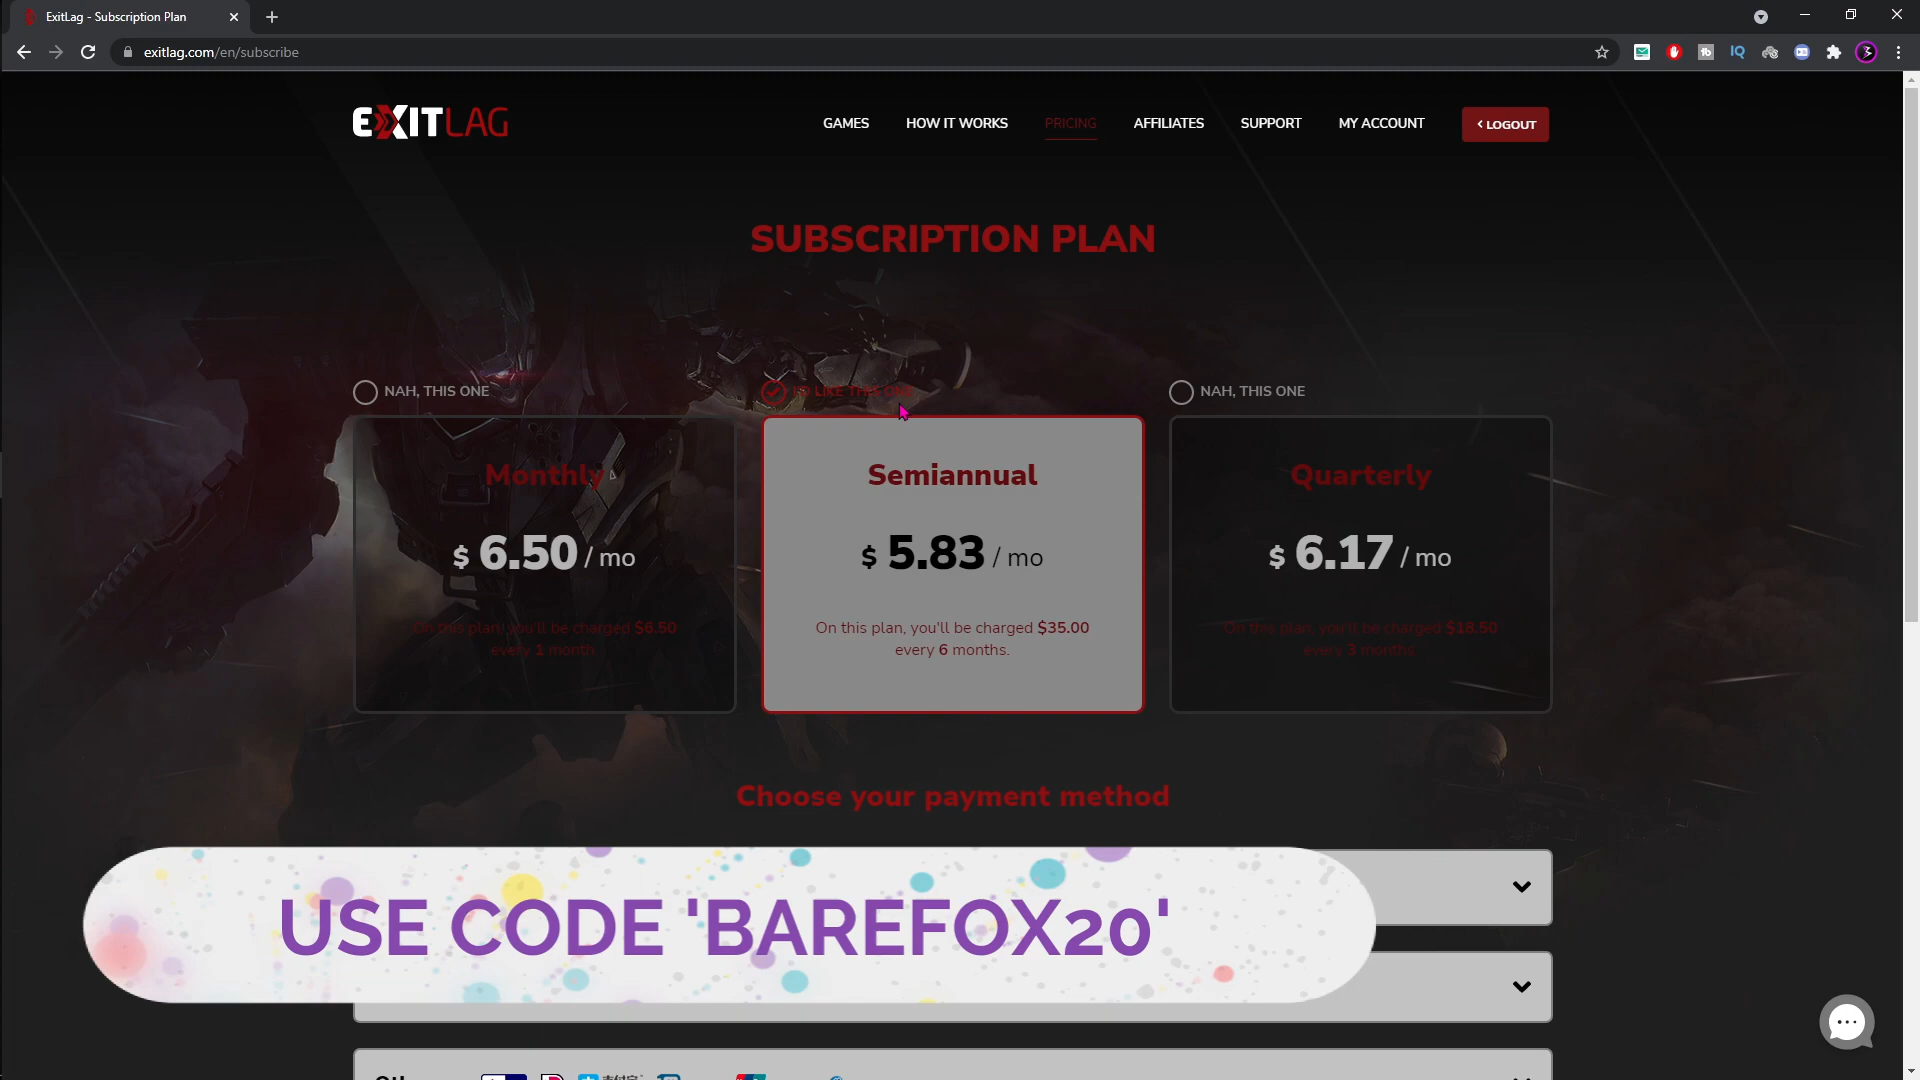 ExitLag - Subscription Plan
exitlag.com/en/subscribe
EXITLAG
GAMES
HOW IT WORKS
PRICING
AFFILIATES
SUPPORT
MY ACCOUNT
< LOGOUT
SUBSCRIPTION PLAN
NAH, THIS ONE
I'D LIKE THIS ONE
NAH, THIS ONE
Monthly
$ 6.50 / mo
On this plan, you'll be charged $6.50
every 1 month.
Semiannual
$ 5.83 / mo
On this plan, you'll be charged $35.00
every 6 months.
Quarterly
$ 6.17 / mo
On this plan, you'll be charged $18.50
every 3 months.
Choose your payment method
USE CODE 'BAREFOX20'